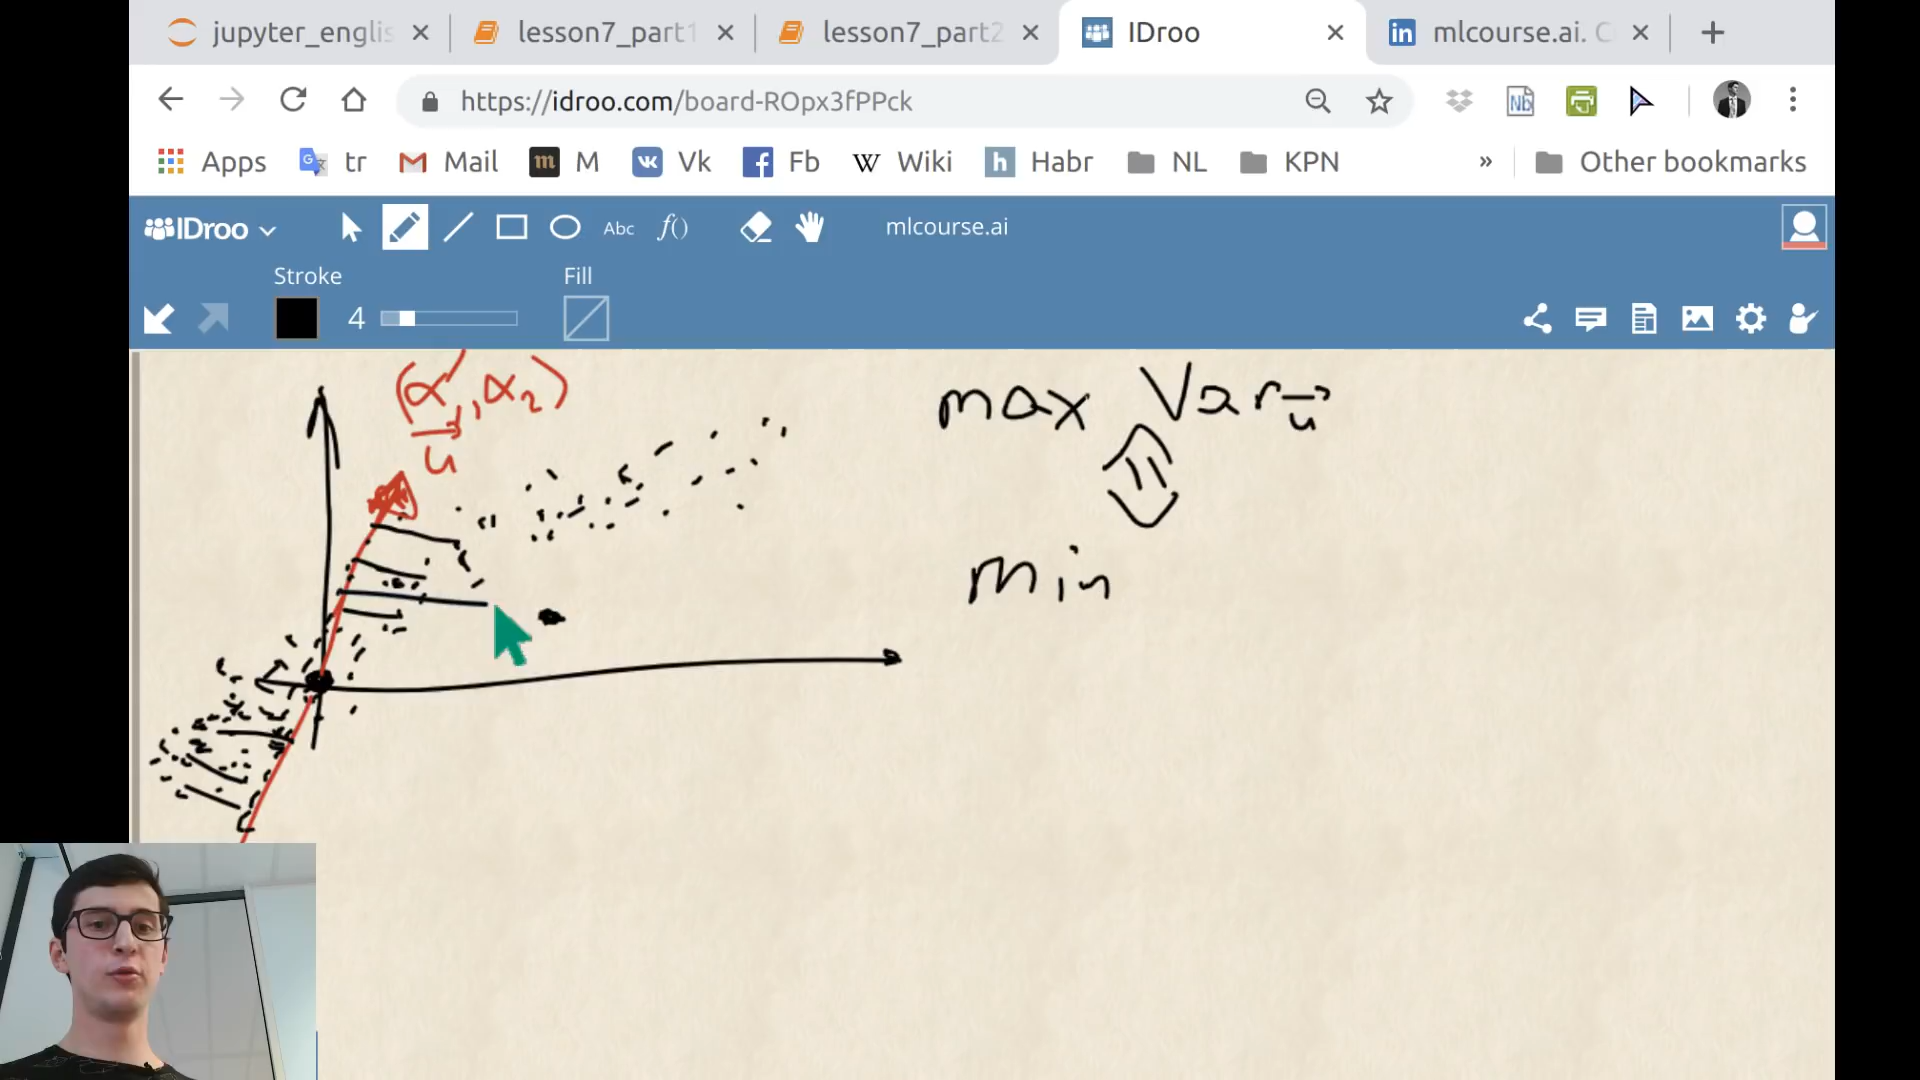 jupyter_englis
lesson7_part1
lesson7_part2
IDroo
mlcourse.ai. C
https://idroo.com/board-ROpx3fPPck
Apps
tr
Mail
M
Vk
Fb
Wiki
Habr
NL
KPN
»
Other bookmarks
IDroo
Abc
f()
mlcourse.ai
Stroke
Fill
4
(α1, α2)
u
max Var u
min